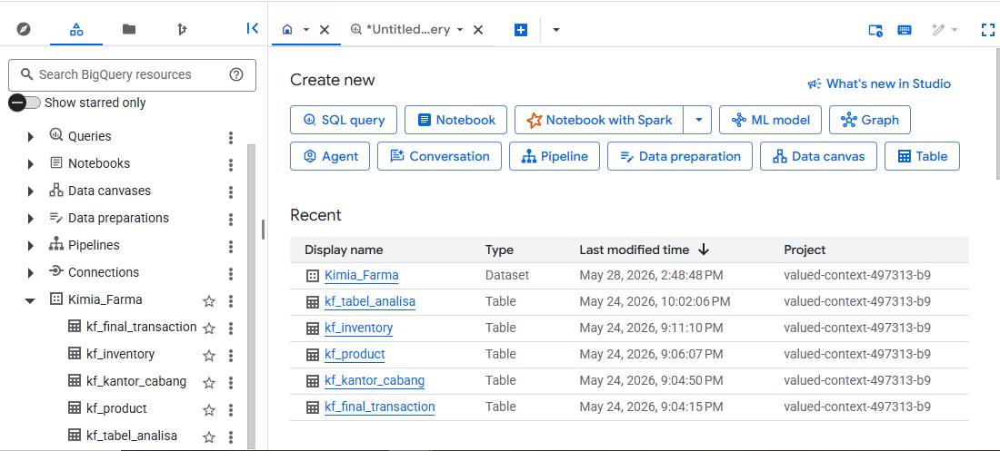 *Untitled...ery
Search BigQuery resources
Show starred only
Queries
Notebooks
Data canvases
Data preparations
Pipelines
Connections
Kimia_Farma
kf_final_transaction
kf_inventory
kf_kantor_cabang
kf_product
kf_tabel_analisa
Create new
What's new in Studio
SQL query Notebook Notebook with Spark ML model Graph
Agent Conversation Pipeline Data preparation Data canvas Table
Recent
Display name Type Last modified time Project
Kimia_Farma Dataset May 28, 2026, 2:48:48 PM valued-context-497313-b9
kf_tabel_analisa Table May 24, 2026, 10:02:06 PM valued-context-497313-b9
kf_inventory Table May 24, 2026, 9:11:10 PM valued-context-497313-b9
kf_product Table May 24, 2026, 9:06:07 PM valued-context-497313-b9
kf_kantor_cabang Table May 24, 2026, 9:04:50 PM valued-context-497313-b9
kf_final_transaction Table May 24, 2026, 9:04:15 PM valued-context-497313-b9